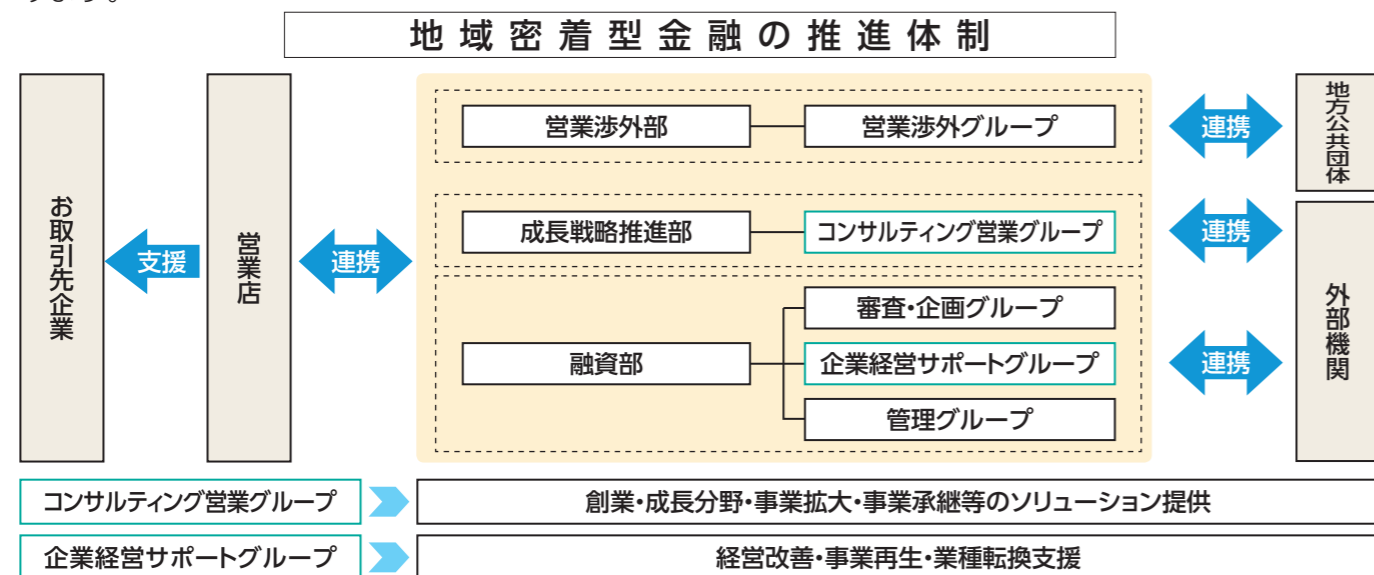 ります。
地域密着型金融の推進体制
お取引先企業
支援
営業店
連携
営業渉外部
営業渉外グループ
連携
地方公共団体
成長戦略推進部
コンサルティング営業グループ
連携
融資部
審査・企画グループ
企業経営サポートグループ
管理グループ
連携
外部機関
コンサルティング営業グループ
創業・成長分野・事業拡大・事業承継等のソリューション提供
企業経営サポートグループ
経営改善・事業再生・業種転換支援